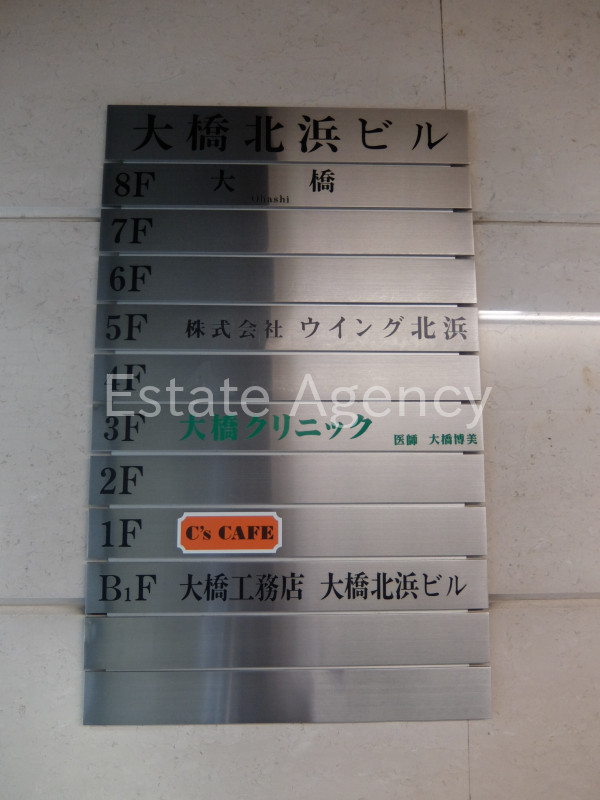 大橋北浜ビル
8F 大 橋
Ohashi
7F
6F
5F 株式会社 ウイング北浜
4F
Estate Agency
3F 大橋クリニック 医師 大橋博美
2F
1F C's CAFE
B1F 大橋工務店 大橋北浜ビル